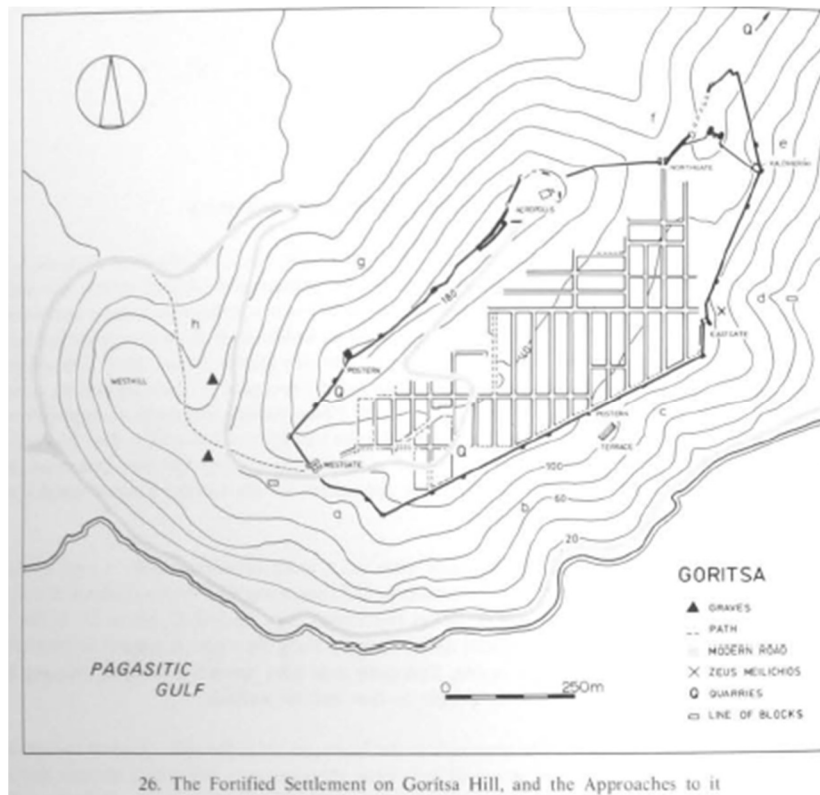 Q
f
e
NORTHGATE
ACROPOLIS
g
180
d
EASTGATE
h
POSTERN
WESTHILL
Q
POSTERN
c
TERRACE
Q
WESTGATE
100
a
b
60
20
GORITSA
GRAVES
PATH
MODERN ROAD
ZEUS MEILICHIOS
Q QUARRIES
LINE OF BLOCKS
PAGASITIC
GULF
0 250m
26. The Fortified Settlement on Goritsa Hill, and the Approaches to it